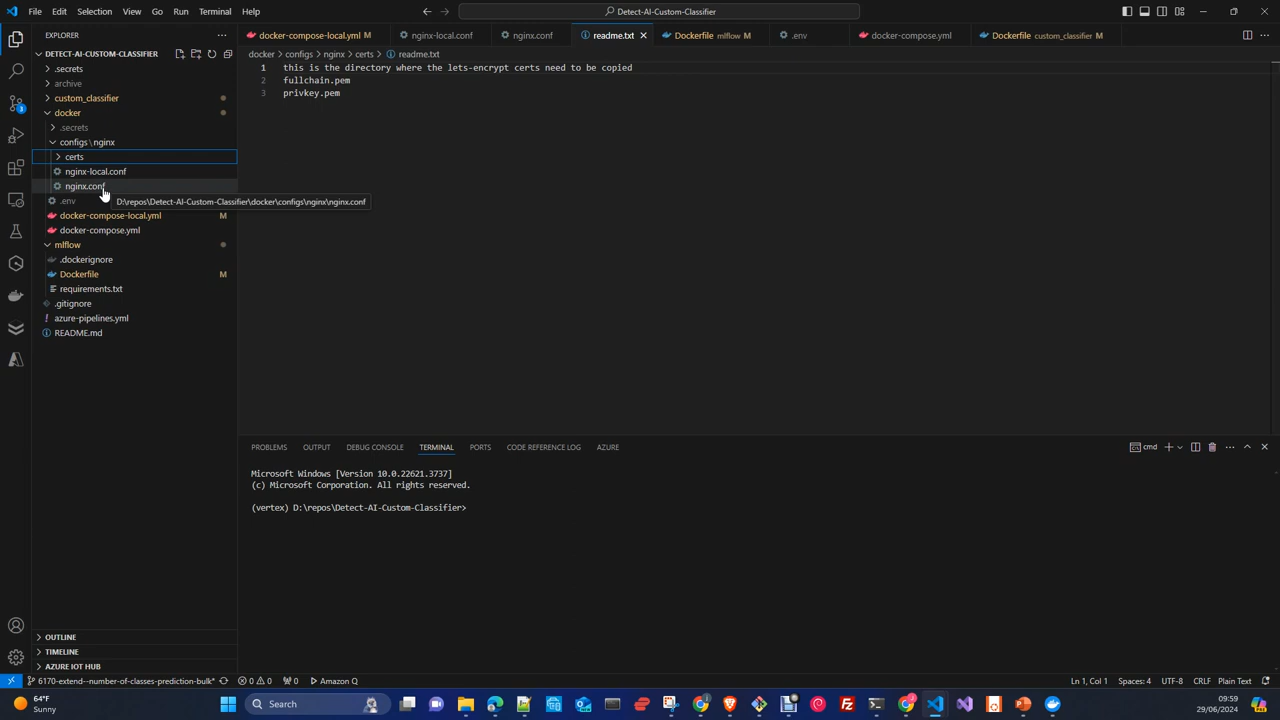 File Edit Selection View Go Run Terminal Help
Detect-AI-Custom-Classifier
EXPLORER
DETECT-AI-CUSTOM-CLASSIFIER
.secrets
archive
custom_classifier
docker
.secrets
configs \ nginx
certs
nginx-local.conf
nginx.conf
D:\repos\Detect-AI-Custom-Classifier\docker\configs\nginx\nginx.conf
.env
docker-compose-local.yml M
docker-compose.yml
mlflow
.dockerignore
Dockerfile M
requirements.txt
.gitignore
azure-pipelines.yml
README.md
OUTLINE
TIMELINE
AZURE IOT HUB
docker-compose-local.yml M nginx-local.conf nginx.conf readme.txt Dockerfile mlflow M .env docker-compose.yml Dockerfile custom_classifier M
docker > configs > nginx > certs > readme.txt
1 this is the directory where the lets-encrypt certs need to be copied
2 fullchain.pem
3 privkey.pem
PROBLEMS OUTPUT DEBUG CONSOLE TERMINAL PORTS CODE REFERENCE LOG AZURE
cmd
Microsoft Windows [Version 10.0.22621.3737]
(c) Microsoft Corporation. All rights reserved.
(vertex) D:\repos\Detect-AI-Custom-Classifier>
3
6170-extend--number-of-classes-prediction-bulk* 0 0 0 Amazon Q
Ln 1, Col 1 Spaces: 4 UTF-8 CRLF Plain Text
64°F
Sunny
Search
09:59
29/06/2024